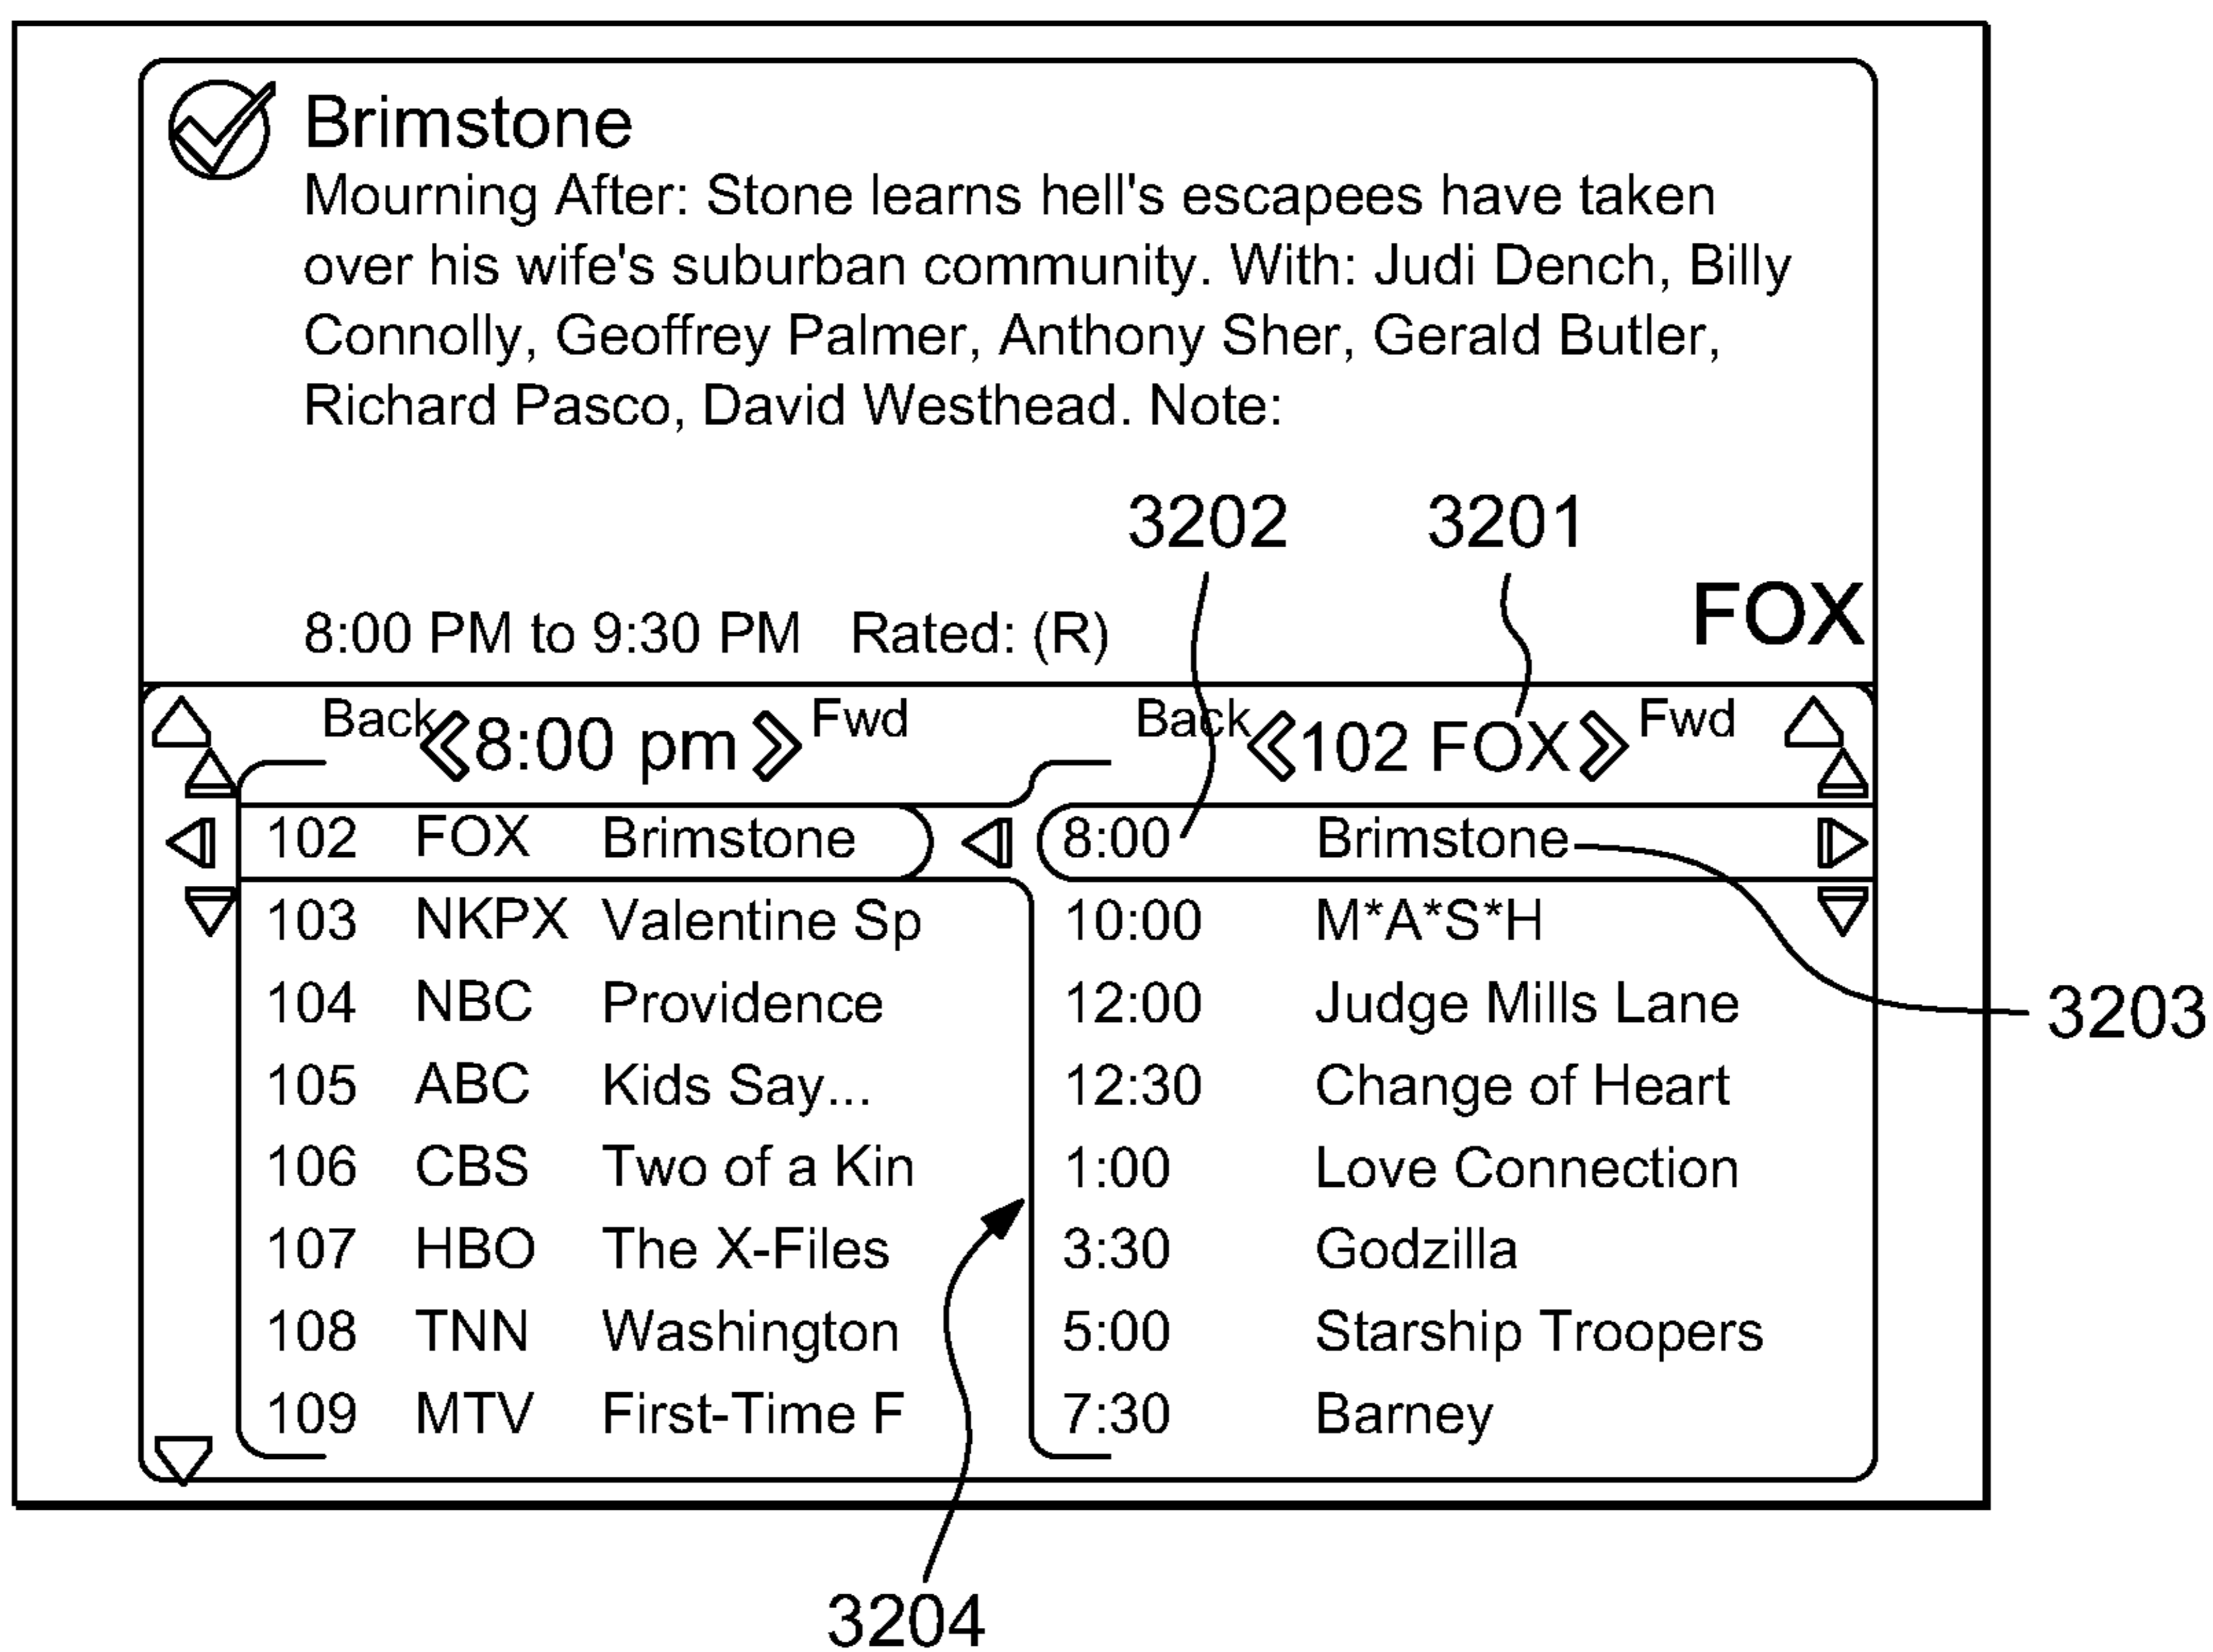 Brimstone
Mourning After: Stone learns hell's escapees have taken
over his wife's suburban community. With: Judi Dench, Billy
Connolly, Geoffrey Palmer, Anthony Sher, Gerald Butler,
Richard Pasco, David Westhead. Note:
3202 3201
FOX
8:00 PM to 9:30 PM Rated: (R)
Back 8:00 pm Fwd Back 102 FOX Fwd
102 FOX Brimstone 8:00 Brimstone
103 NKPX Valentine Sp 10:00 M*A*S*H
104 NBC Providence 12:00 Judge Mills Lane
3203
105 ABC Kids Say... 12:30 Change of Heart
106 CBS Two of a Kin 1:00 Love Connection
107 HBO The X-Files 3:30 Godzilla
108 TNN Washington 5:00 Starship Troopers
109 MTV First-Time F 7:30 Barney
3204